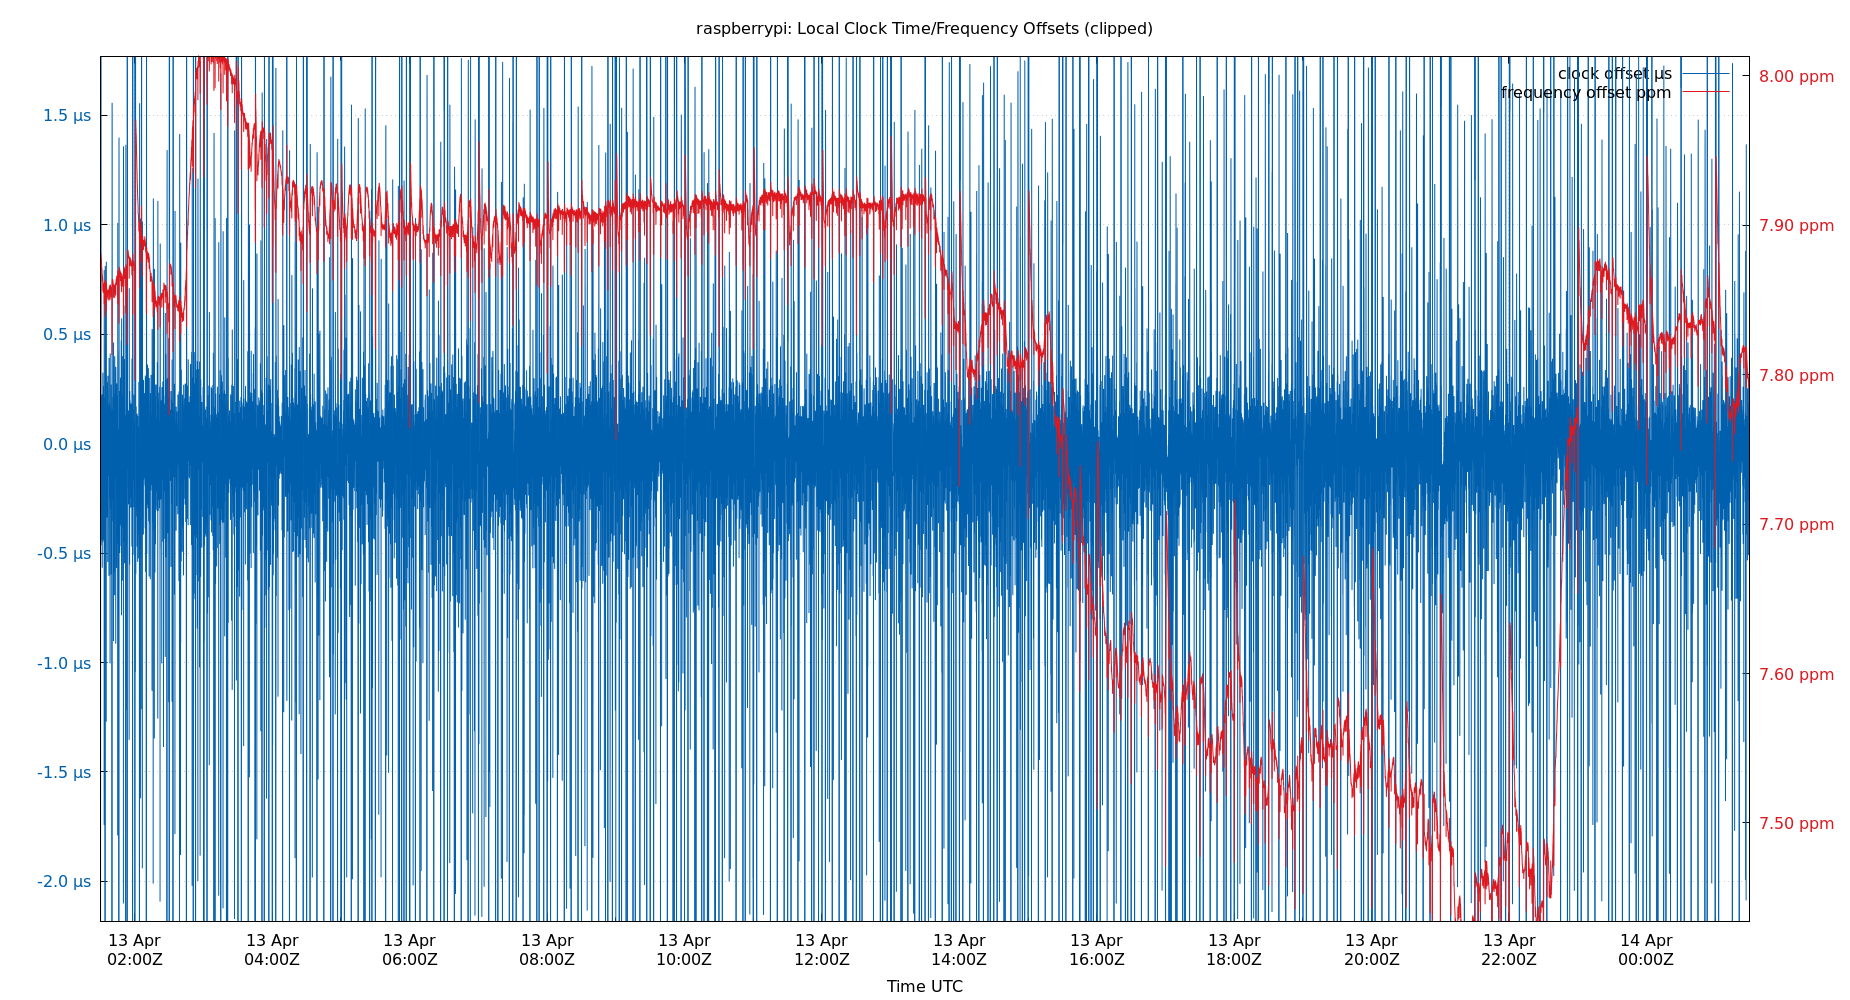 raspberrypi: Local Clock Time/Frequency Offsets (clipped)
clock offset µs
frequency offset ppm
1.5 µs
1.0 µs
0.5 µs
0.0 µs
-0.5 µs
-1.0 µs
-1.5 µs
-2.0 µs
8.00 ppm
7.90 ppm
7.80 ppm
7.70 ppm
7.60 ppm
7.50 ppm
13 Apr
02:00Z
13 Apr
04:00Z
13 Apr
06:00Z
13 Apr
08:00Z
13 Apr
10:00Z
13 Apr
12:00Z
13 Apr
14:00Z
13 Apr
16:00Z
13 Apr
18:00Z
13 Apr
20:00Z
13 Apr
22:00Z
14 Apr
00:00Z
Time UTC